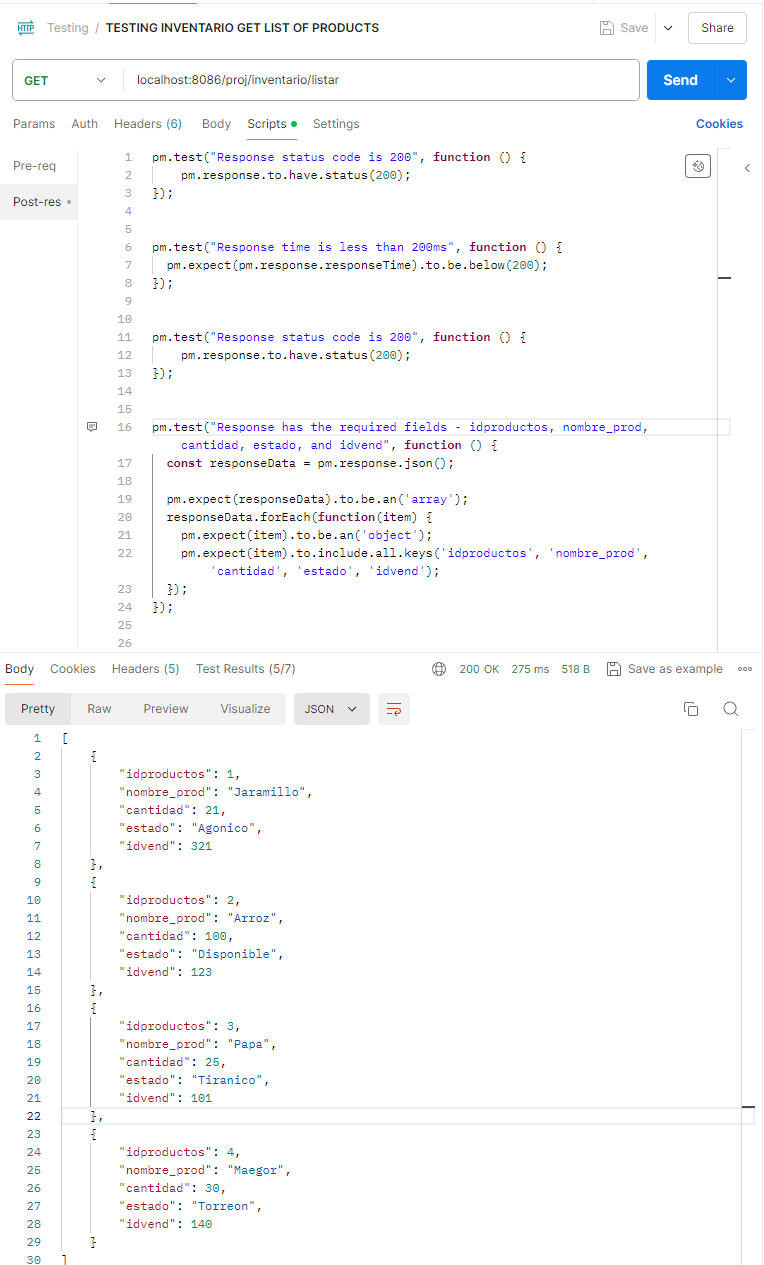 HTTP Testing / TESTING INVENTARIO GET LIST OF PRODUCTS Save Share
GET localhost:8086/proj/inventario/listar Send
Params Auth Headers (6) Body Scripts Settings Cookies
Pre-req
Post-res
1 pm.test("Response status code is 200", function () {
2 pm.response.to.have.status(200);
3 });
4
5
6 pm.test("Response time is less than 200ms", function () {
7 pm.expect(pm.response.responseTime).to.be.below(200);
8 });
9
10
11 pm.test("Response status code is 200", function () {
12 pm.response.to.have.status(200);
13 });
14
15
16 pm.test("Response has the required fields - idproductos, nombre_prod,
cantidad, estado, and idvend", function () {
17 const responseData = pm.response.json();
18
19 pm.expect(responseData).to.be.an('array');
20 responseData.forEach(function(item) {
21 pm.expect(item).to.be.an('object');
22 pm.expect(item).to.include.all.keys('idproductos', 'nombre_prod',
'cantidad', 'estado', 'idvend');
23 });
24 });
25
26
Body Cookies Headers (5) Test Results (5/7) 200 OK 275 ms 518 B Save as example
Pretty Raw Preview Visualize JSON
1 [
2 {
3 "idproductos": 1,
4 "nombre_prod": "Jaramillo",
5 "cantidad": 21,
6 "estado": "Agonico",
7 "idvend": 321
8 },
9 {
10 "idproductos": 2,
11 "nombre_prod": "Arroz",
12 "cantidad": 100,
13 "estado": "Disponible",
14 "idvend": 123
15 },
16 {
17 "idproductos": 3,
18 "nombre_prod": "Papa",
19 "cantidad": 25,
20 "estado": "Tiranico",
21 "idvend": 101
22 },
23 {
24 "idproductos": 4,
25 "nombre_prod": "Maegor",
26 "cantidad": 30,
27 "estado": "Torreon",
28 "idvend": 140
29 }
30 ]